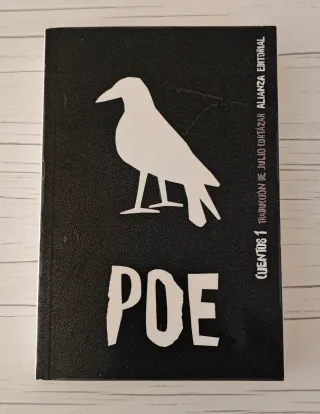 POE
CUENTOS 1 TRADUCCIÓN DE JULIO CORTÁZAR ALIANZA EDITORIAL